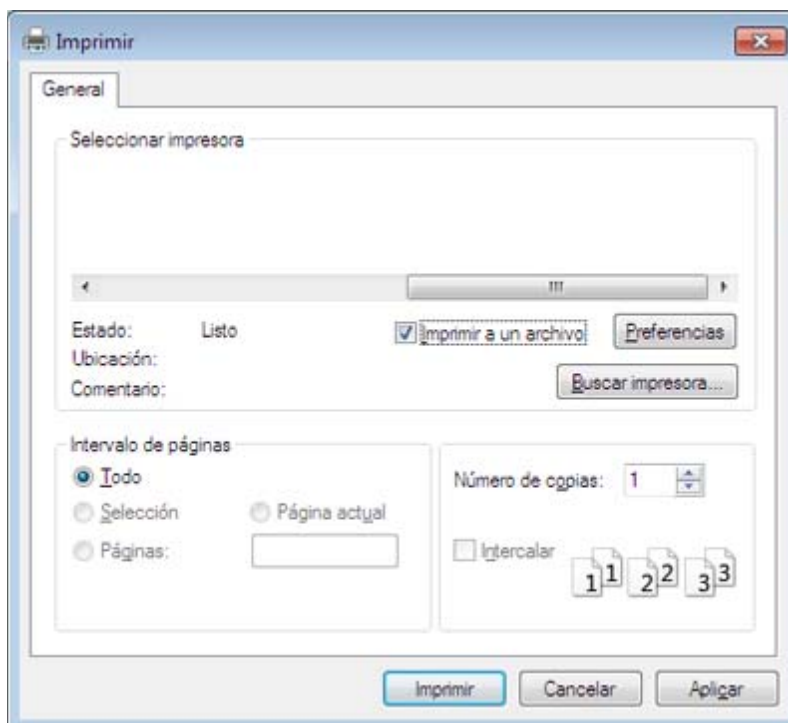 Imprimir
General
Seleccionar impresora
Estado: Listo
Imprimir a un archivo
Preferencias
Ubicación:
Comentario:
Buscar impresora...
Intervalo de páginas
Todo
Selección
Página actual
Páginas:
Número de copias: 1
Intercalar
1 1 2 2 3 3
Imprimir
Cancelar
Aplicar